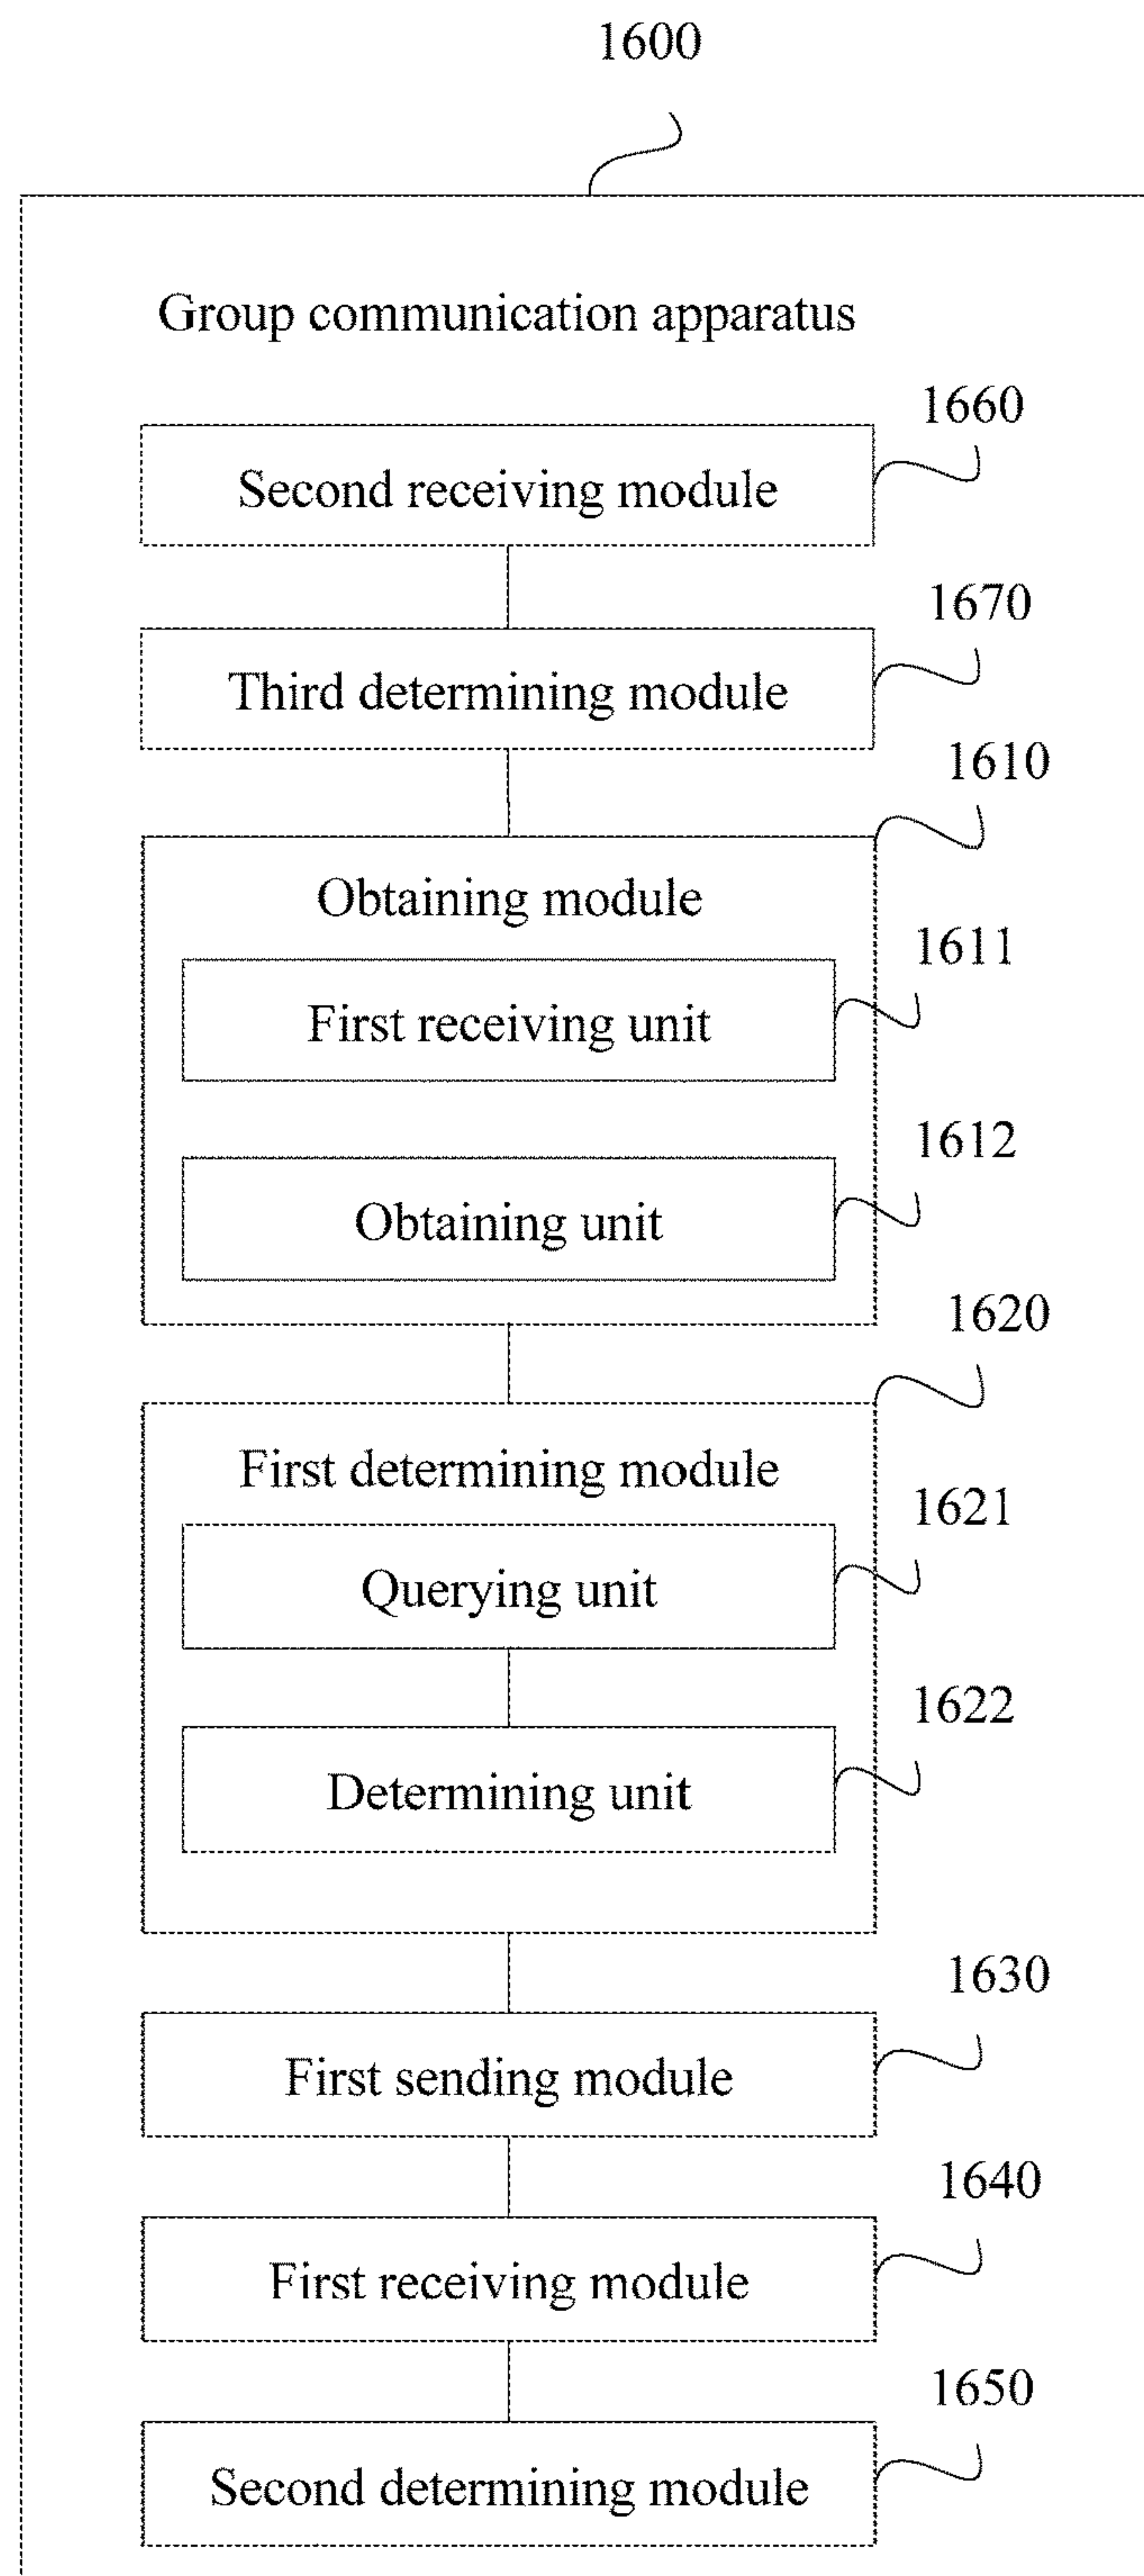 1600
Group communication apparatus
1660
Second receiving module
1670
Third determining module
1610
Obtaining module
1611
First receiving unit
1612
Obtaining unit
1620
First determining module
1621
Querying unit
1622
Determining unit
1630
First sending module
1640
First receiving module
1650
Second determining module